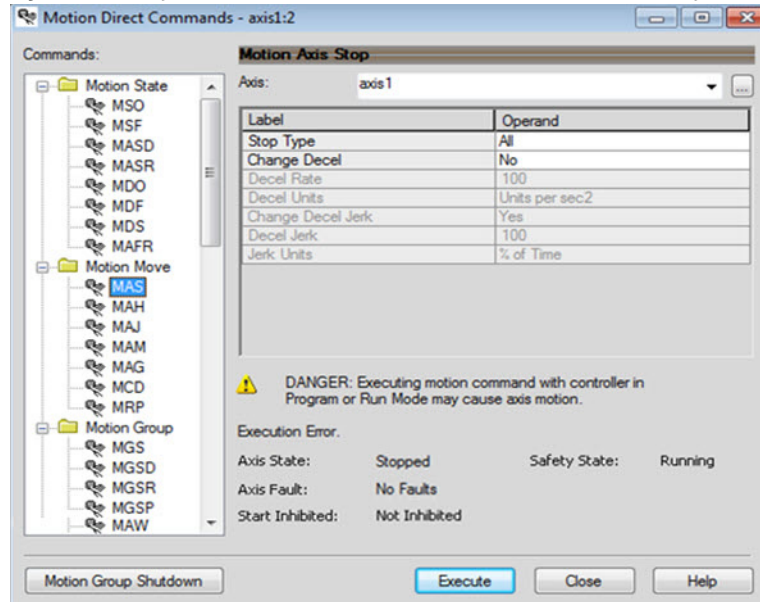 Motion Direct Commands - axis1:2
Commands:
Motion State
MSO
MSF
MASD
MASR
MDO
MDF
MDS
MAFR
Motion Move
MAS
MAH
MAJ
MAM
MAG
MCD
MRP
Motion Group
MGS
MGSD
MGSR
MGSP
MAW
Motion Axis Stop
Axis: axis1 ...
Label Operand
Stop Type All
Change Decel No
Decel Rate 100
Decel Units Units per sec2
Change Decel Jerk Yes
Decel Jerk 100
Jerk Units % of Time
DANGER: Executing motion command with controller in
Program or Run Mode may cause axis motion.
Execution Error.
Axis State: Stopped Safety State: Running
Axis Fault: No Faults
Start Inhibited: Not Inhibited
Motion Group Shutdown Execute Close Help